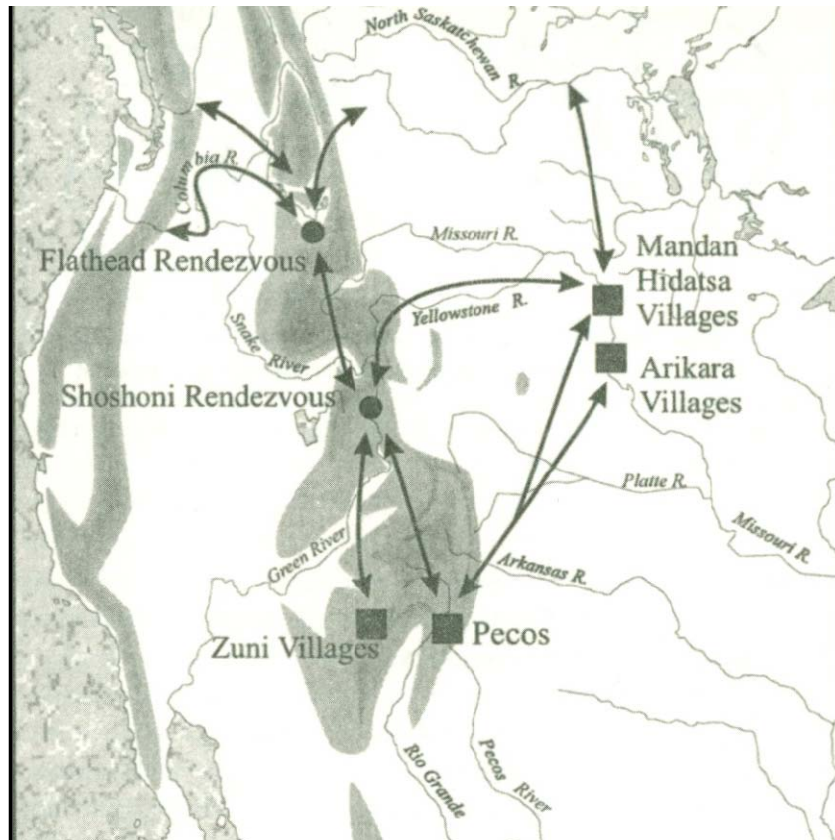 North Saskatchewan R.
Columbia R.
Missouri R.
Flathead Rendezvous
Mandan
Hidatsa
Villages
Yellowstone R.
Snake River
Arikara
Villages
Shoshoni Rendezvous
Platte R.
Missouri R.
Green River
Arkansas R.
Zuni Villages
Pecos
Rio Grande
Pecos River